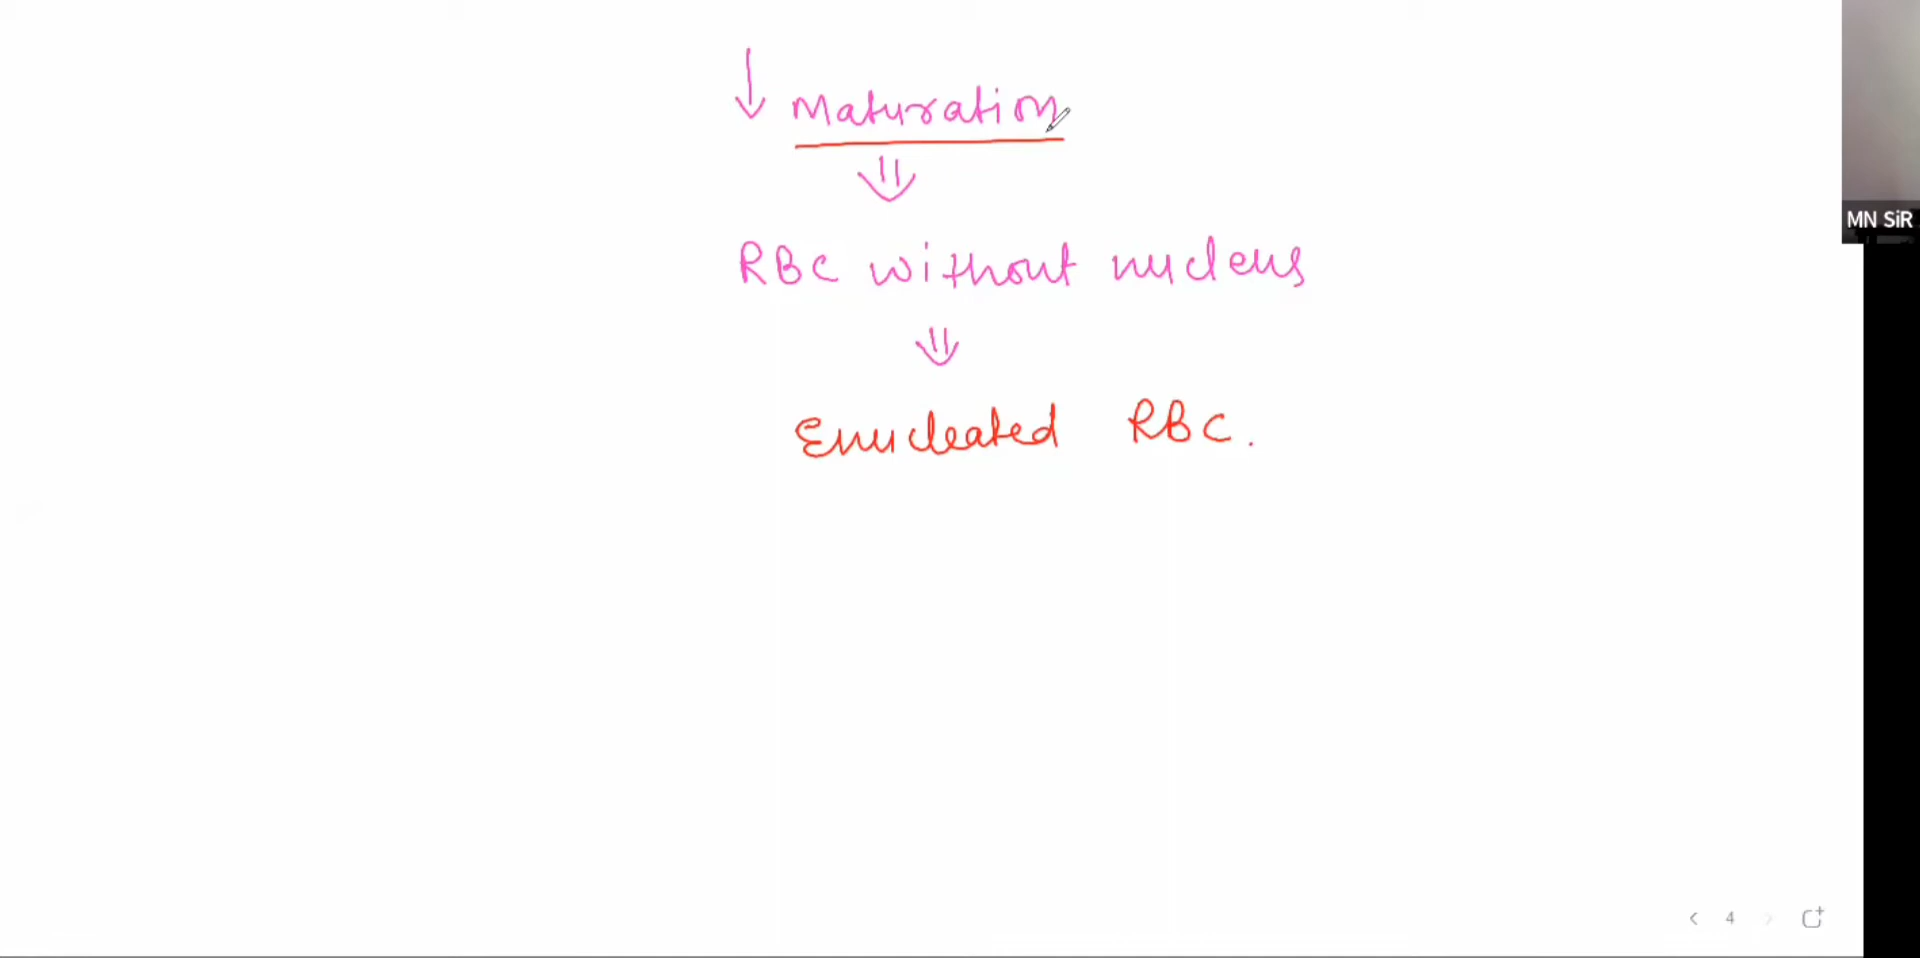 ↓ Maturation
MN SiR
⇓
RBC without nucleus
⇓
Enucleated RBC.
< 4 >